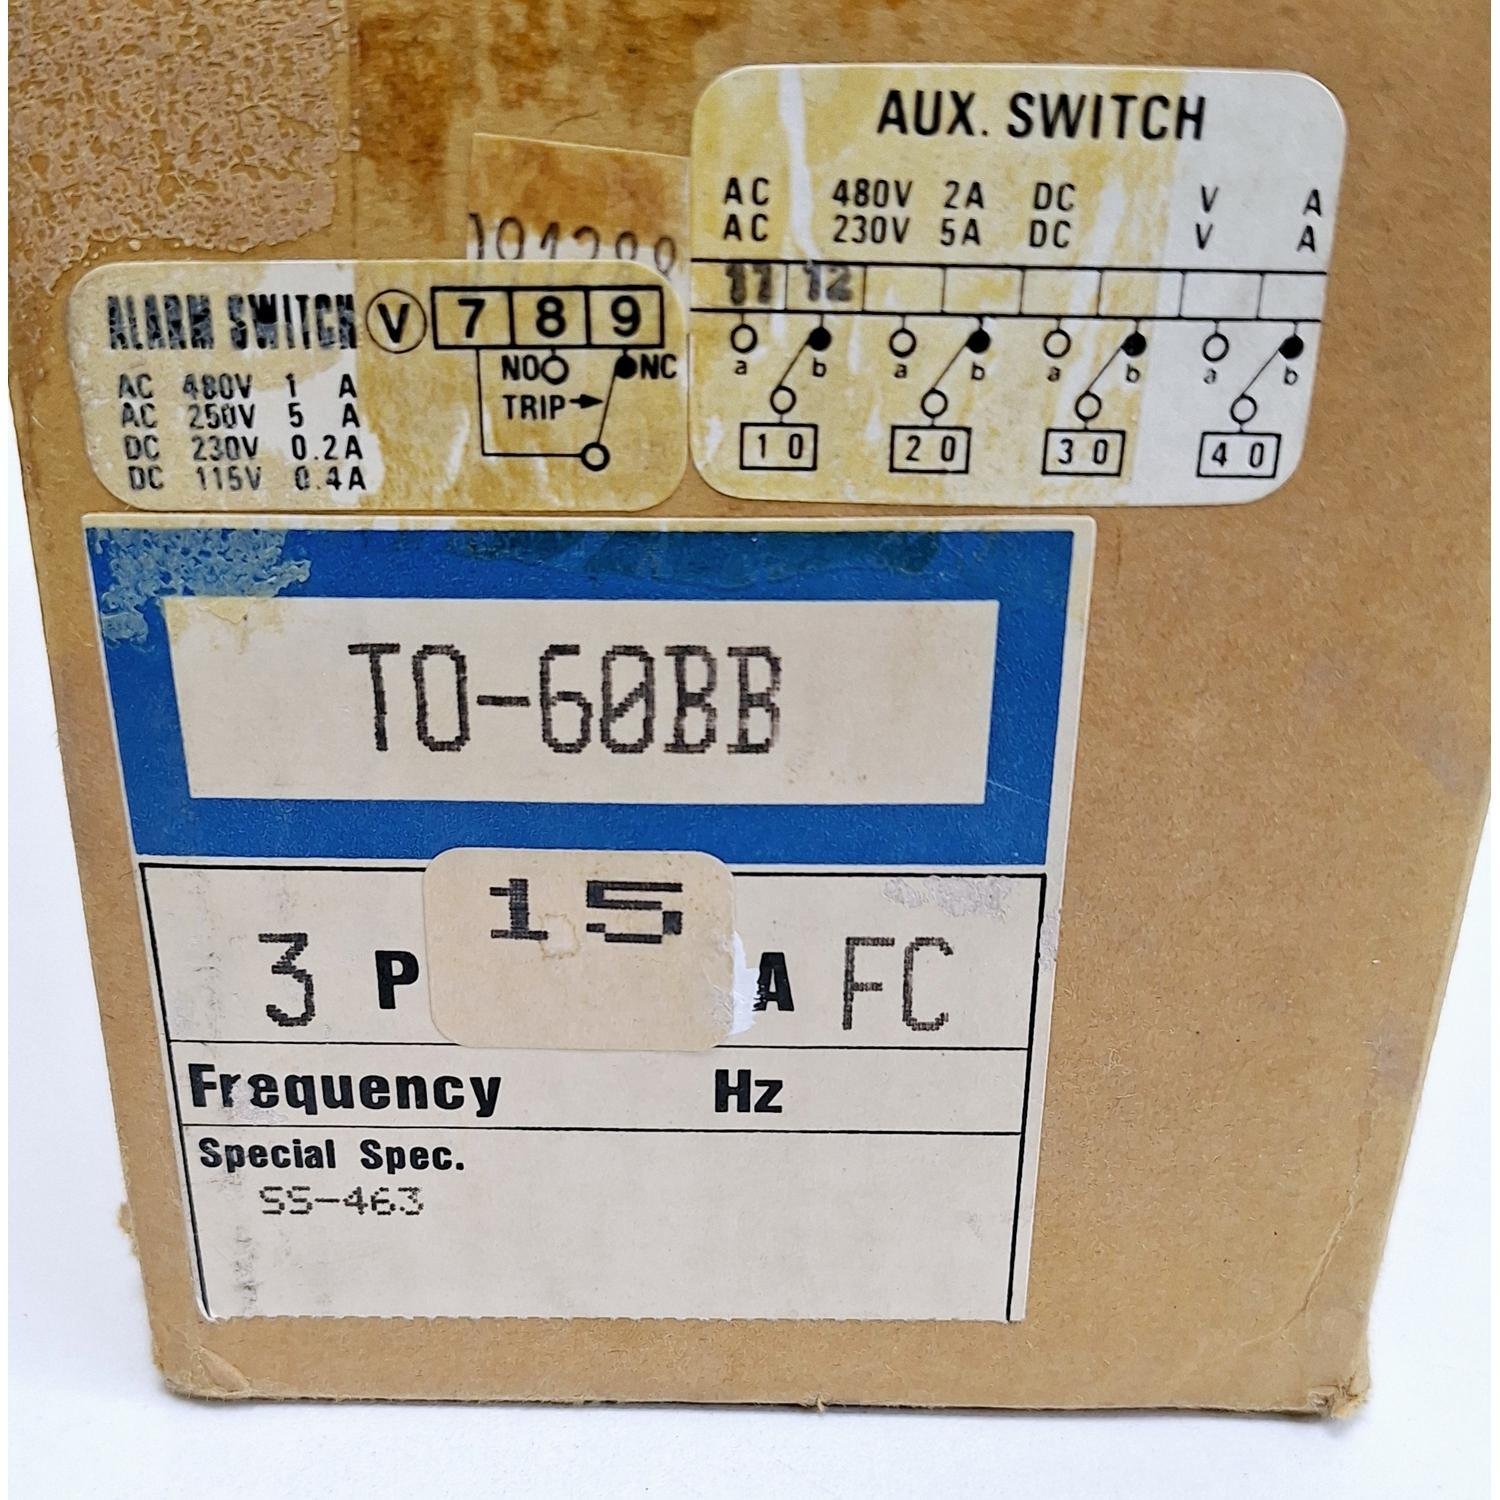 AUX. SWITCH
AC 480V 2A DC V A
AC 230V 5A DC V A
11 12
a b a b a b a b
10 20 30 40
ALARM SWITCH V 7 8 9
NO NC
TRIP
AC 480V 1 A
AC 250V 5 A
DC 230V 0.2A
DC 115V 0.4A
TO-60BB
15
3 P A FC
Frequency Hz
Special Spec.
SS-463